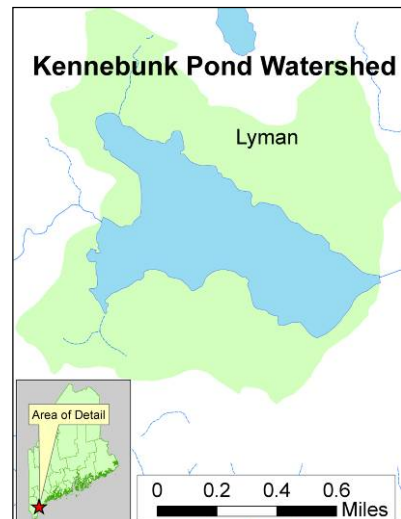 Kennebunk Pond Watershed
Lyman
Area of Detail
0 0.2 0.4 0.6
Miles